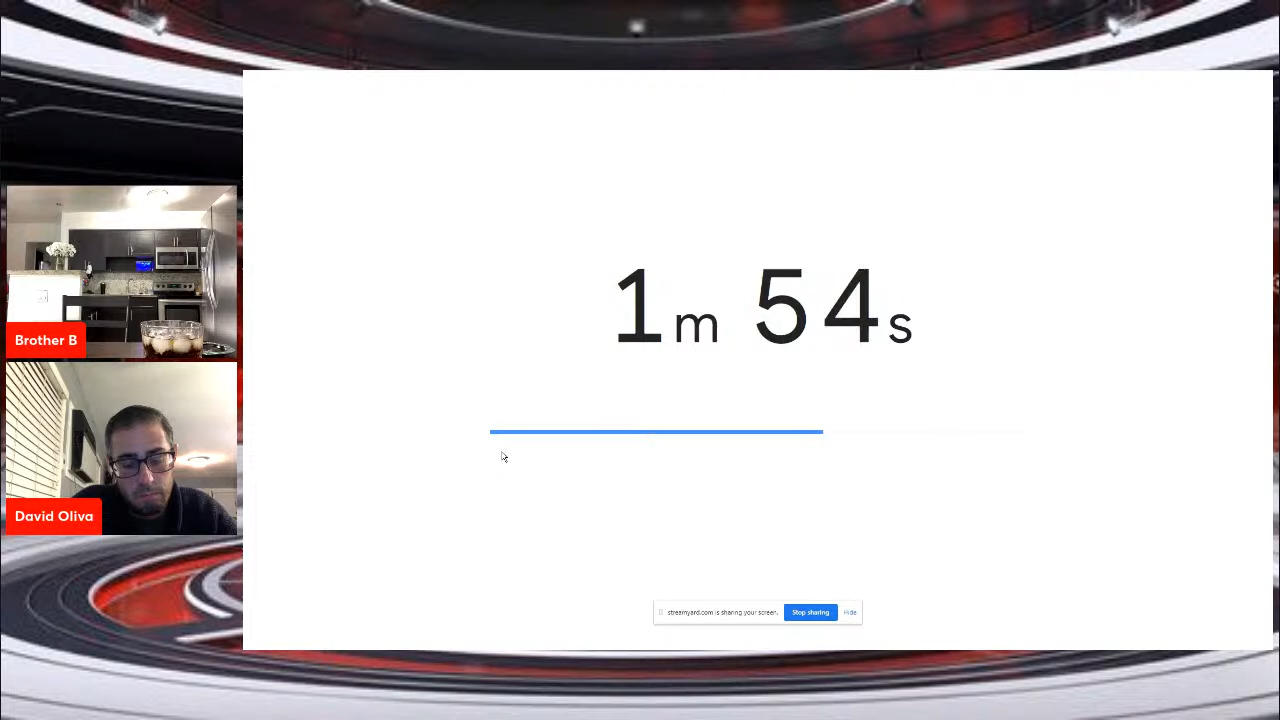 1m 54s
Brother B
David Oliva
streamyard.com is sharing your screen. Stop sharing Hide